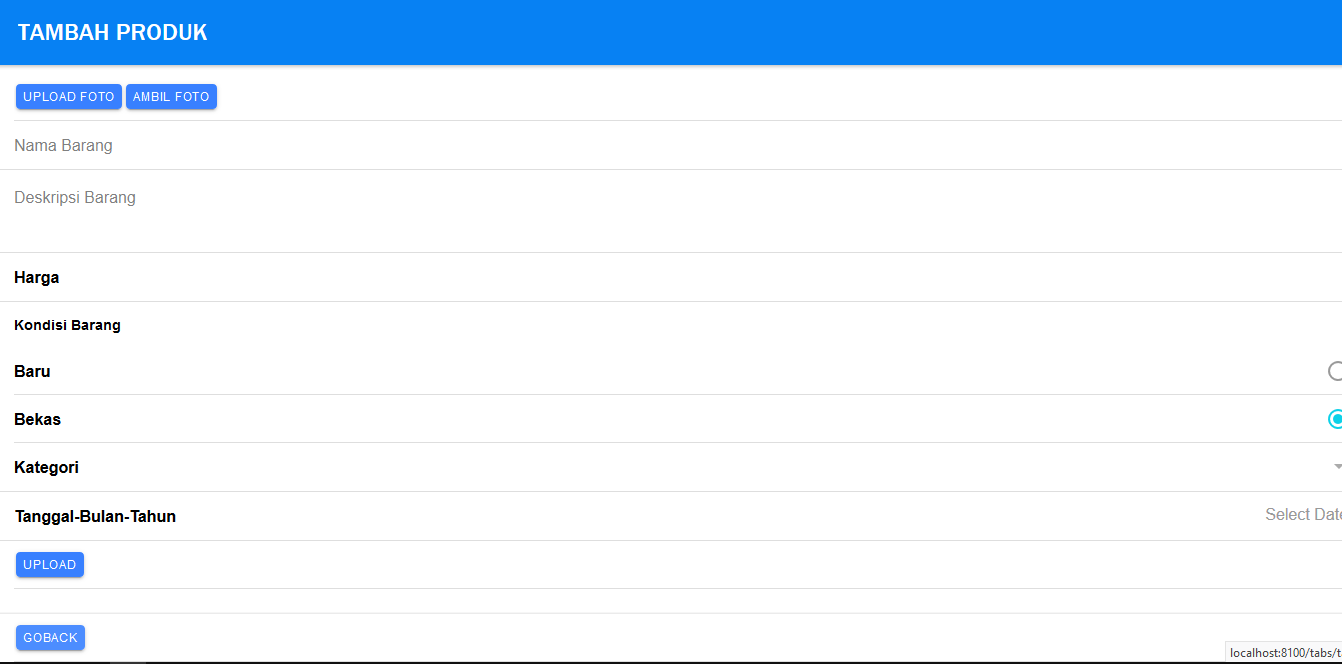 TAMBAH PRODUK
UPLOAD FOTO AMBIL FOTO
Nama Barang
Deskripsi Barang
Harga
Kondisi Barang
Baru
Bekas
Kategori
Tanggal-Bulan-Tahun Select Date
UPLOAD
GOBACK
localhost:8100/tabs/t